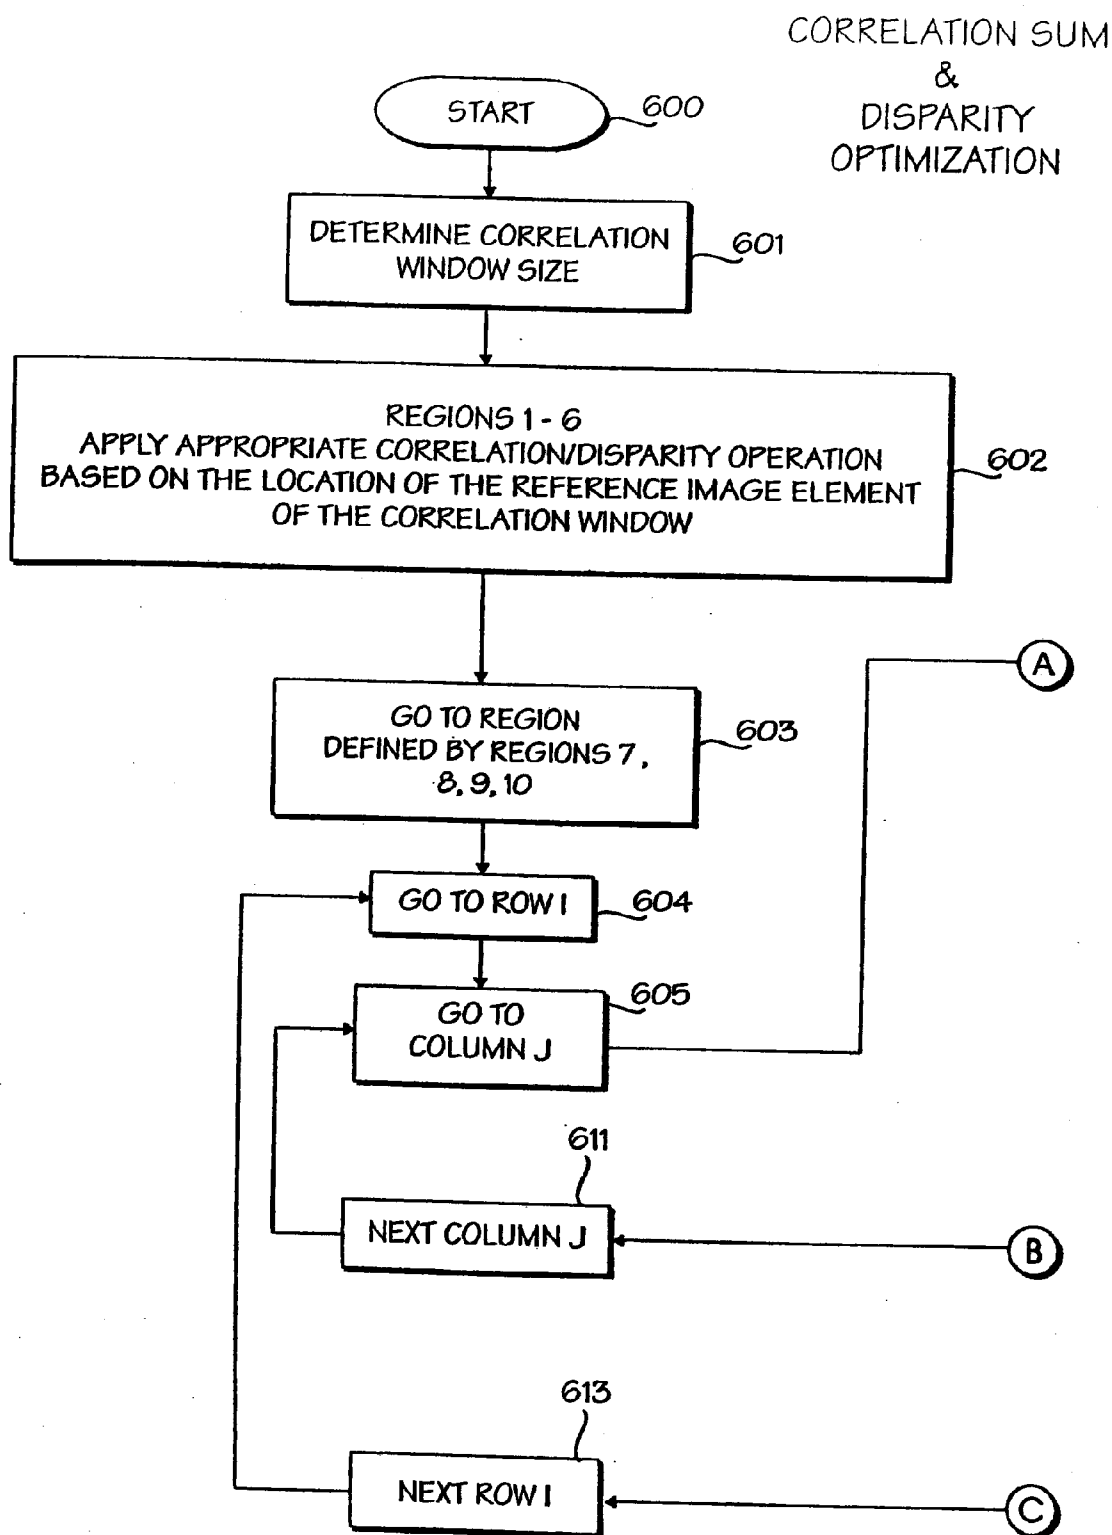 CORRELATION SUM
&
DISPARITY
OPTIMIZATION
START
600
DETERMINE CORRELATION
WINDOW SIZE
601
REGIONS 1 - 6
APPLY APPROPRIATE CORRELATION/DISPARITY OPERATION
BASED ON THE LOCATION OF THE REFERENCE IMAGE ELEMENT
OF THE CORRELATION WINDOW
602
A
GO TO REGION
DEFINED BY REGIONS 7,
8, 9, 10
603
GO TO ROW I
604
GO TO
COLUMN J
605
611
NEXT COLUMN J
B
613
NEXT ROW I
C